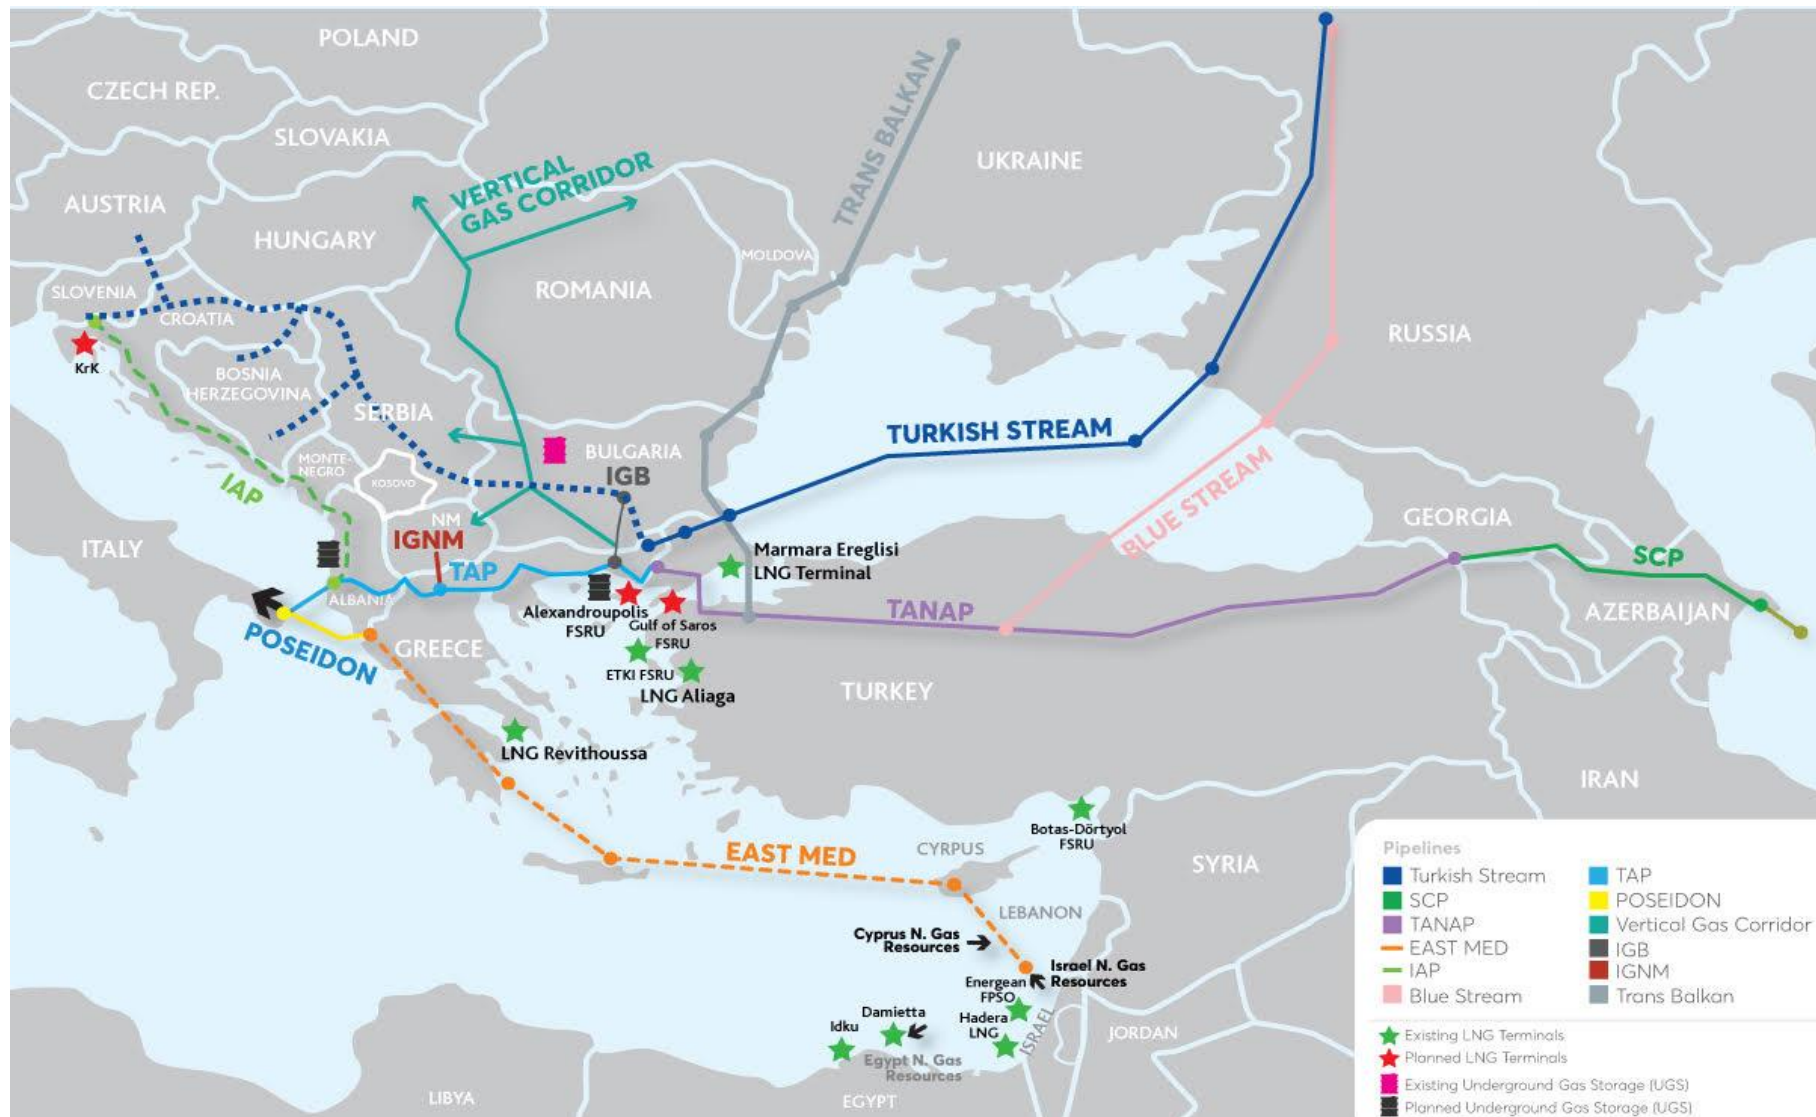 POLAND
CZECH REP.
SLOVAKIA
UKRAINE
TRANS BALKAN
VERTICAL
GAS CORRIDOR
AUSTRIA
HUNGARY
MOLDOVA
SLOVENIA
ROMANIA
CROATIA
RUSSIA
KrK
BOSNIA
HERZEGOVINA
SERBIA
TURKISH STREAM
BULGARIA
IGB
MONTE-
NEGRO
KOSOVO
IAP
BLUE STREAM
NM
IGNM
GEORGIA
ITALY
Marmara Ereglisi
LNG Terminal
SCP
TAP
ALBANIA
TANAP
AZERBAIJAN
Alexandroupolis
FSRU
Gulf of Saros
FSRU
POSEIDON
GREECE
ETKI FSRU
LNG Aliaga
TURKEY
LNG Revithoussa
IRAN
Botas-Dörtyol
FSRU
EAST MED
CYRPUS
SYRIA
LEBANON
Cyprus N. Gas
Resources
Israel N. Gas
Resources
Energean
FPSO
Hadera
LNG
ISRAEL
Damietta
Idku
Egypt N. Gas
Resources
JORDAN
LIBYA
EGYPT
Pipelines
Turkish Stream
SCP
TANAP
EAST MED
IAP
Blue Stream
TAP
POSEIDON
Vertical Gas Corridor
IGB
IGNM
Trans Balkan
Existing LNG Terminals
Planned LNG Terminals
Existing Underground Gas Storage (UGS)
Planned Underground Gas Storage (UGS)